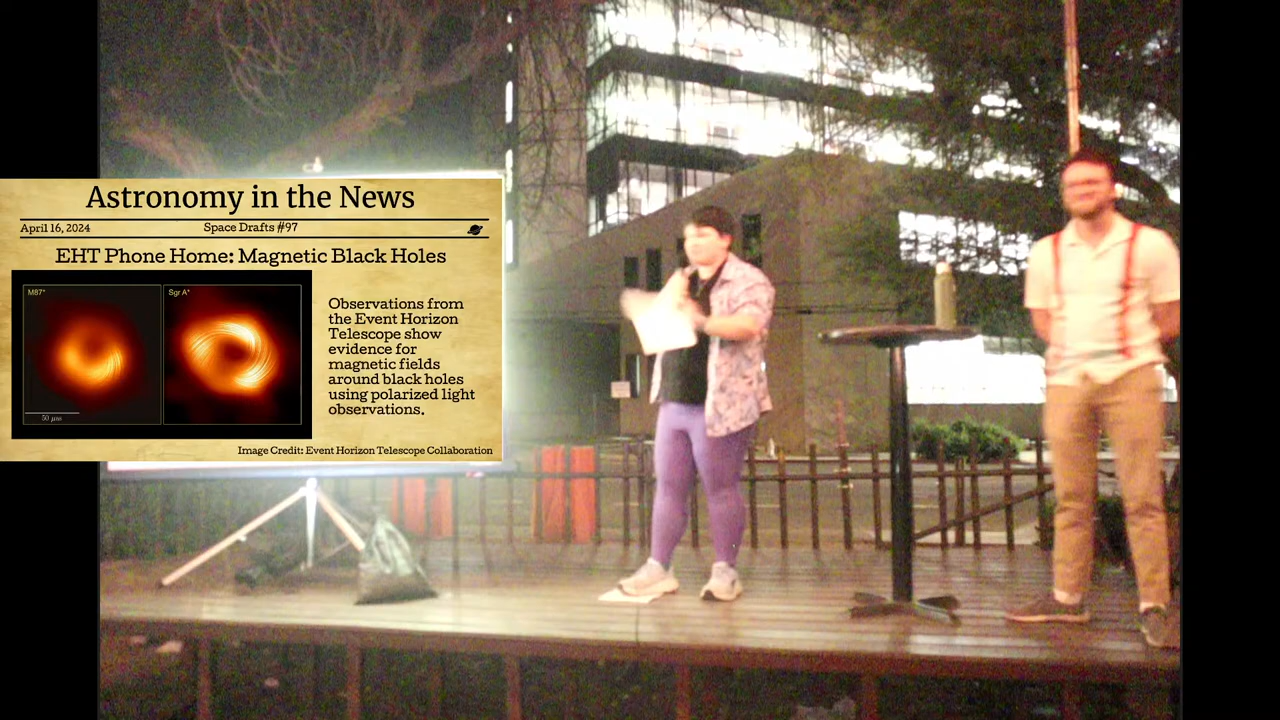 Astronomy in the News
April 16, 2024
Space Drafts #97
EHT Phone Home: Magnetic Black Holes
M87*
Sgr A*
Observations from
the Event Horizon
Telescope show
evidence for
magnetic fields
around black holes
using polarized light
observations.
50 μas
Image Credit: Event Horizon Telescope Collaboration